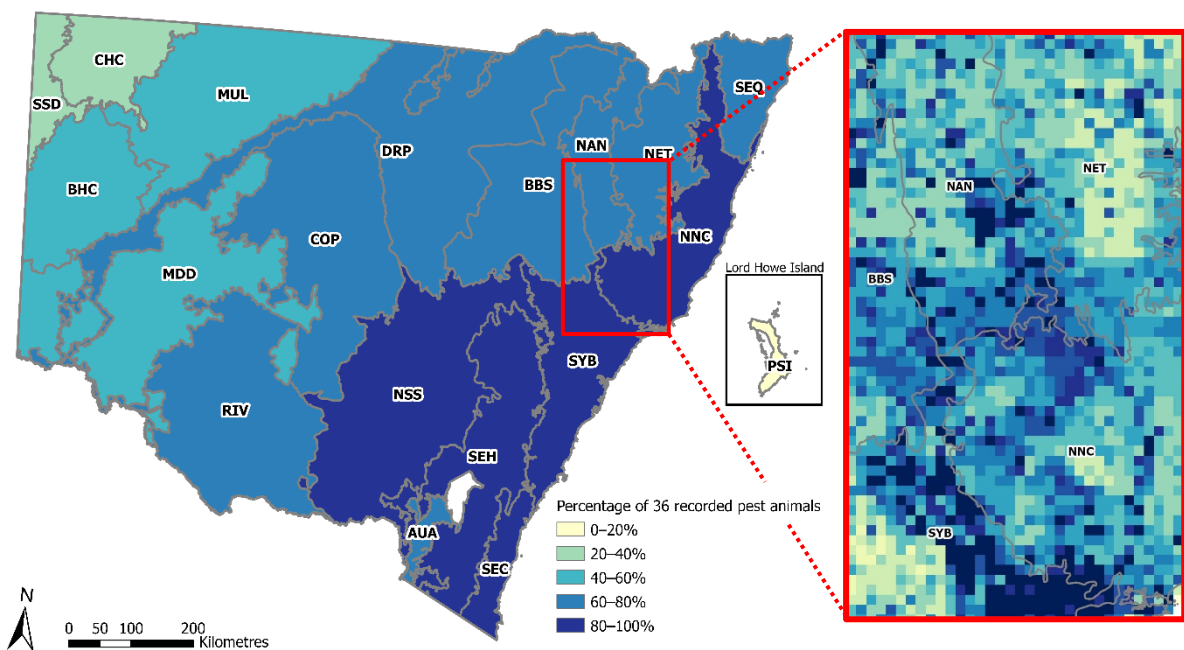 CHC
SSD
MUL
BHC
DRP
NAN
NET
SEQ
BBS
COP
MDD
NNC
RIV
NSS
SYB
SEH
AUA
SEC
Lord Howe Island
PSI
Percentage of 36 recorded pest animals
0–20%
20–40%
40–60%
60–80%
80–100%
N
0 50 100 200
Kilometres
NET
NAN
BBS
NNC
SYB